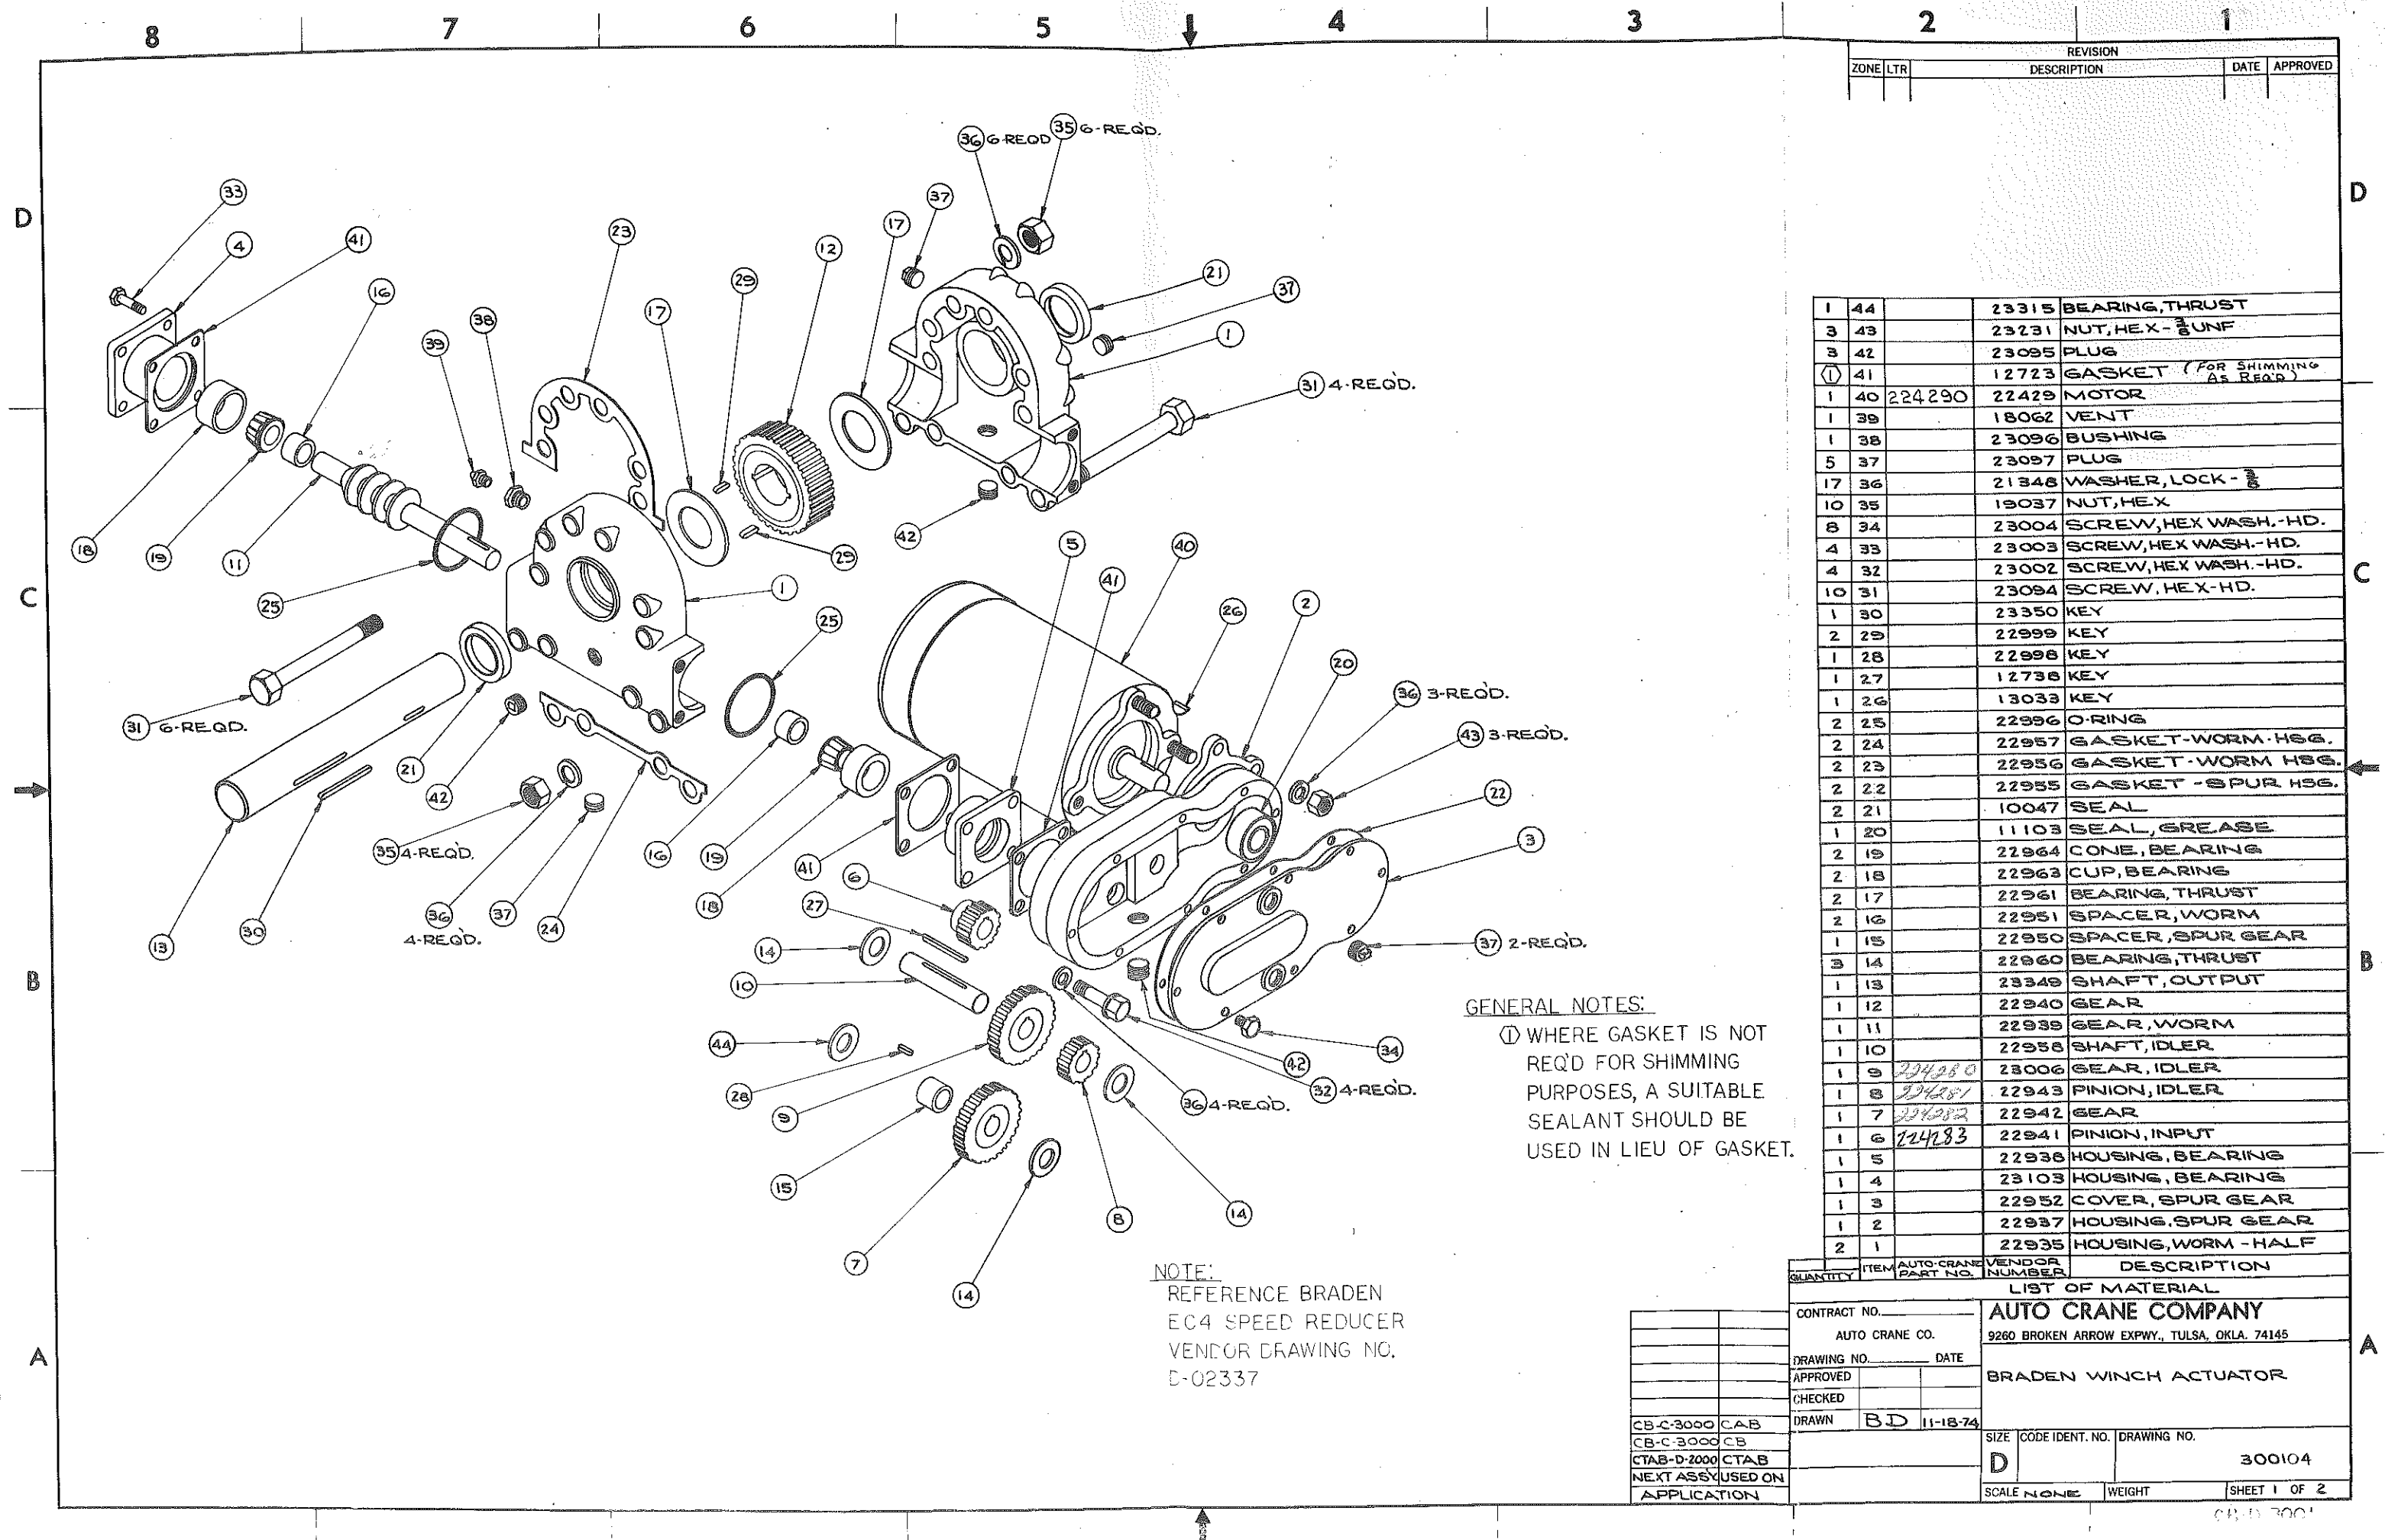 8 7 6 5 4 3 2 1
REVISION
ZONE LTR DESCRIPTION DATE APPROVED
D D
C C
B B
A A
36 6-REQD
35 6-REQ'D.
33
4
41
16
23
37
17
12
29
17
21
37
1
31 4-REQ'D.
38
39
18
19
11
25
29
42
5
40
41
1
26
2
20
25
36 3-REQ'D.
43 3-REQ'D.
31 6-REQD.
21
42
22
3
35 4-REQ'D.
16
19
41
6
18
27
13
30
36
4-REQ'D.
37
24
14
37 2-REQ'D.
10
44
34
42
28
9
36 4-REQ'D.
32 4-REQ'D.
15
8
14
7
14
GENERAL NOTES:
1 WHERE GASKET IS NOT
REQ'D FOR SHIMMING
PURPOSES, A SUITABLE
SEALANT SHOULD BE
USED IN LIEU OF GASKET.
NOTE:
REFERENCE BRADEN
EC4 SPEED REDUCER
VENDOR DRAWING NO.
D-02337
1 44 23315 BEARING, THRUST
3 43 23231 NUT, HEX-3/8 UNF
3 42 23095 PLUG
1 41 12723 GASKET (FOR SHIMMING AS REQ'D)
1 40 224290 22429 MOTOR
1 39 18062 VENT
1 38 23096 BUSHING
5 37 23097 PLUG
17 36 21348 WASHER, LOCK-3/8
10 35 19037 NUT, HEX
8 34 23004 SCREW, HEX WASH.-HD.
4 33 23003 SCREW, HEX WASH.-HD.
4 32 23002 SCREW, HEX WASH.-HD.
10 31 23094 SCREW, HEX-HD.
1 30 23350 KEY
2 29 22999 KEY
1 28 22998 KEY
1 27 12738 KEY
1 26 13033 KEY
2 25 22996 O-RING
2 24 22957 GASKET-WORM-HSG.
2 23 22956 GASKET-WORM HSG.
2 22 22955 GASKET-SPUR HSG.
2 21 10047 SEAL
1 20 11103 SEAL, GREASE
2 19 22964 CONE, BEARING
2 18 22963 CUP, BEARING
2 17 22961 BEARING, THRUST
2 16 22951 SPACER, WORM
1 15 22950 SPACER, SPUR GEAR
3 14 22960 BEARING, THRUST
1 13 23349 SHAFT, OUTPUT
1 12 22940 GEAR
1 11 22939 GEAR, WORM
1 10 22958 SHAFT, IDLER
1 9 224280 23006 GEAR, IDLER
1 8 224281 22943 PINION, IDLER
1 7 224282 22942 GEAR
1 6 224283 22941 PINION, INPUT
1 5 22938 HOUSING, BEARING
1 4 23103 HOUSING, BEARING
1 3 22952 COVER, SPUR GEAR
1 2 22937 HOUSING, SPUR GEAR
2 1 22935 HOUSING, WORM-HALF
QUANTITY ITEM AUTO-CRANE PART NO. VENDOR NUMBER DESCRIPTION
LIST OF MATERIAL
CONTRACT NO.
AUTO CRANE CO.
DRAWING NO. DATE
APPROVED
CHECKED
DRAWN BD 11-18-74
AUTO CRANE COMPANY
9260 BROKEN ARROW EXPWY., TULSA, OKLA. 74145
BRADEN WINCH ACTUATOR
SIZE CODE IDENT. NO. DRAWING NO.
D 300104
SCALE NONE WEIGHT SHEET 1 OF 2
CB-C-3000 CAB
CB-C-3000 CB
CTAB-D-2000 CTAB
NEXT ASS'Y USED ON
APPLICATION